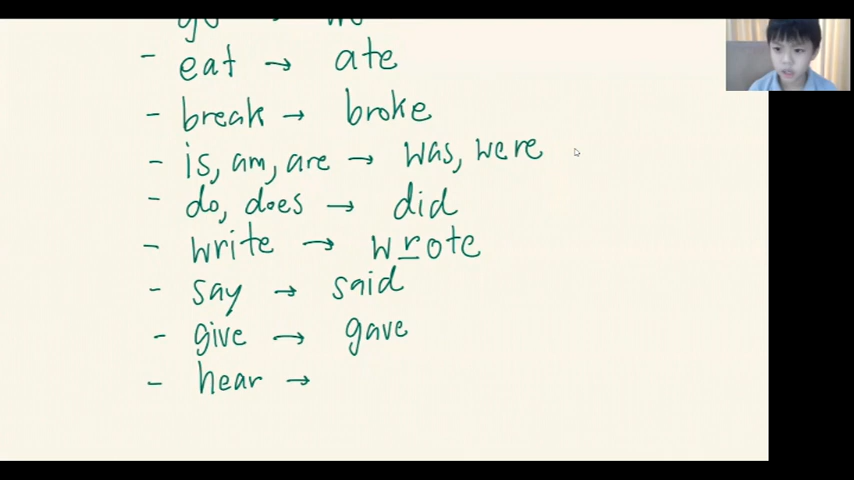 - eat → ate
- break → broke
- is, am, are → was, were
- do, does → did
- write → wrote
- say → said
- give → gave
- hear →